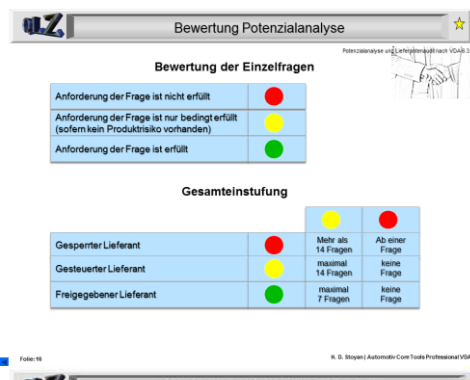 QLZ.
Bewertung Potenzialanalyse
Potenzialanalyse und Lieferantenaudit nach VDA 6.3
Bewertung der Einzelfragen
Anforderung der Frage ist nicht erfüllt
Anforderung der Frage ist nur bedingt erfüllt
(sofern kein Produktrisiko vorhanden)
Anforderung der Frage ist erfüllt
Gesamteinstufung
Gesperrter Lieferant
Mehr als
14 Fragen
Ab einer
Frage
Gesteuerter Lieferant
maximal
14 Fragen
keine
Frage
Freigegebener Lieferant
maximal
7 Fragen
keine
Frage
Folie: 16
H. D. Stoyan | Automotiv Core Tools Professional VDA